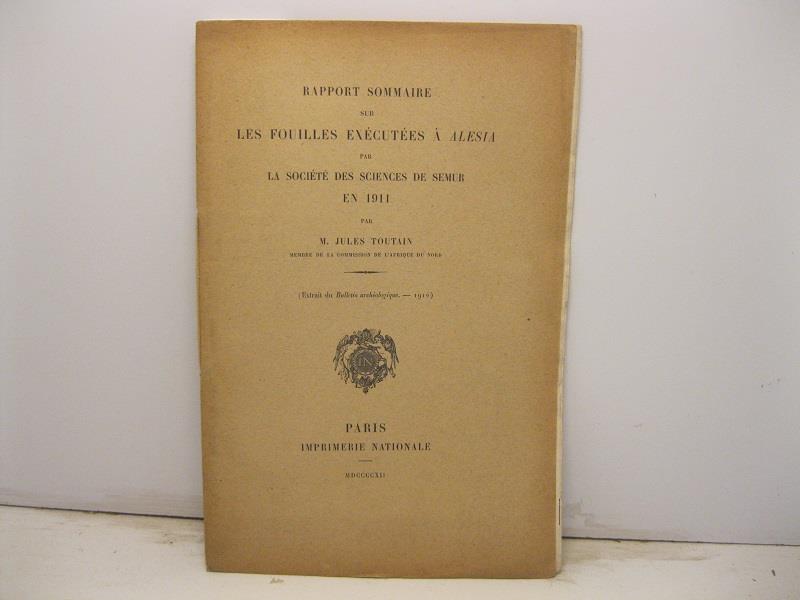 RAPPORT SOMMAIRE
SUR
LES FOUILLES EXÉCUTÉES À ALESIA
PAR
LA SOCIÉTÉ DES SCIENCES DE SEMUR
EN 1911
PAR
M. JULES TOUTAIN
MEMBRE DE LA COMMISSION DE L'AFRIQUE DU NORD
(Extrait du Bulletin archéologique. — 1912)
IN
PARIS
IMPRIMERIE NATIONALE
MDCCCCXII